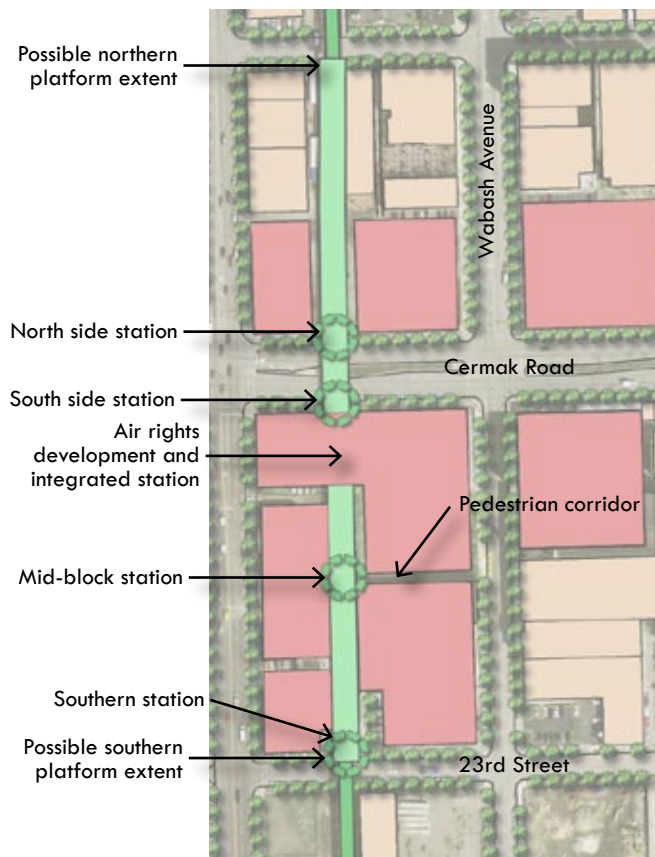 Possible northern
platform extent
Wabash Avenue
North side station
Cermak Road
South side station
Air rights
development and
integrated station
Pedestrian corridor
Mid-block station
Southern station
Possible southern
platform extent
23rd Street